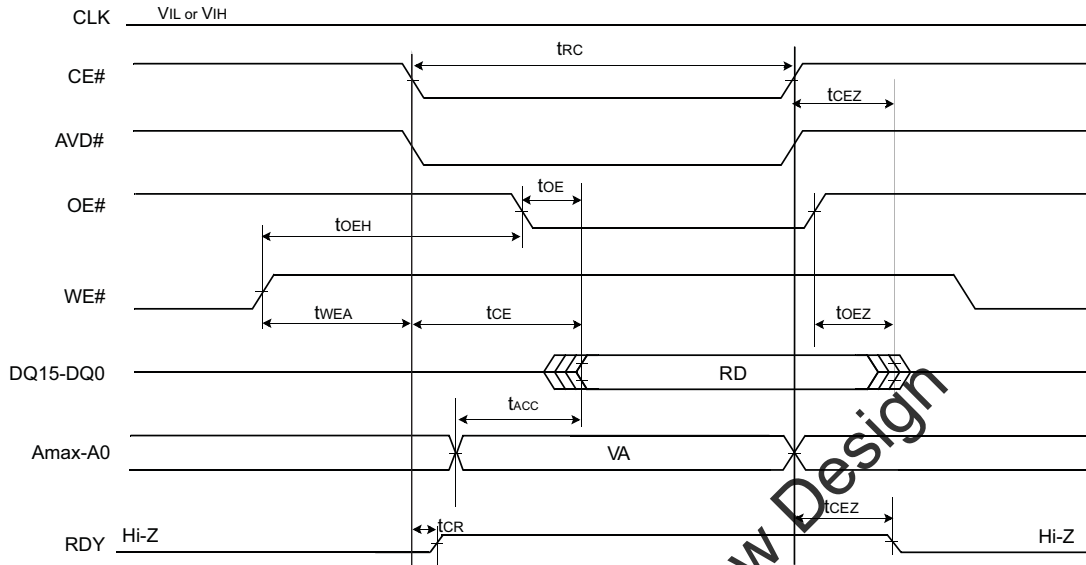 CLK VIL or VIH
tRC
CE#
tCEZ
AVD#
tOE
OE#
tOEH
WE#
tWEA tCE tOEZ
DQ15-DQ0 RD
tACC
Amax-A0 VA
tCEZ
RDY Hi-Z tCR Hi-Z
Design